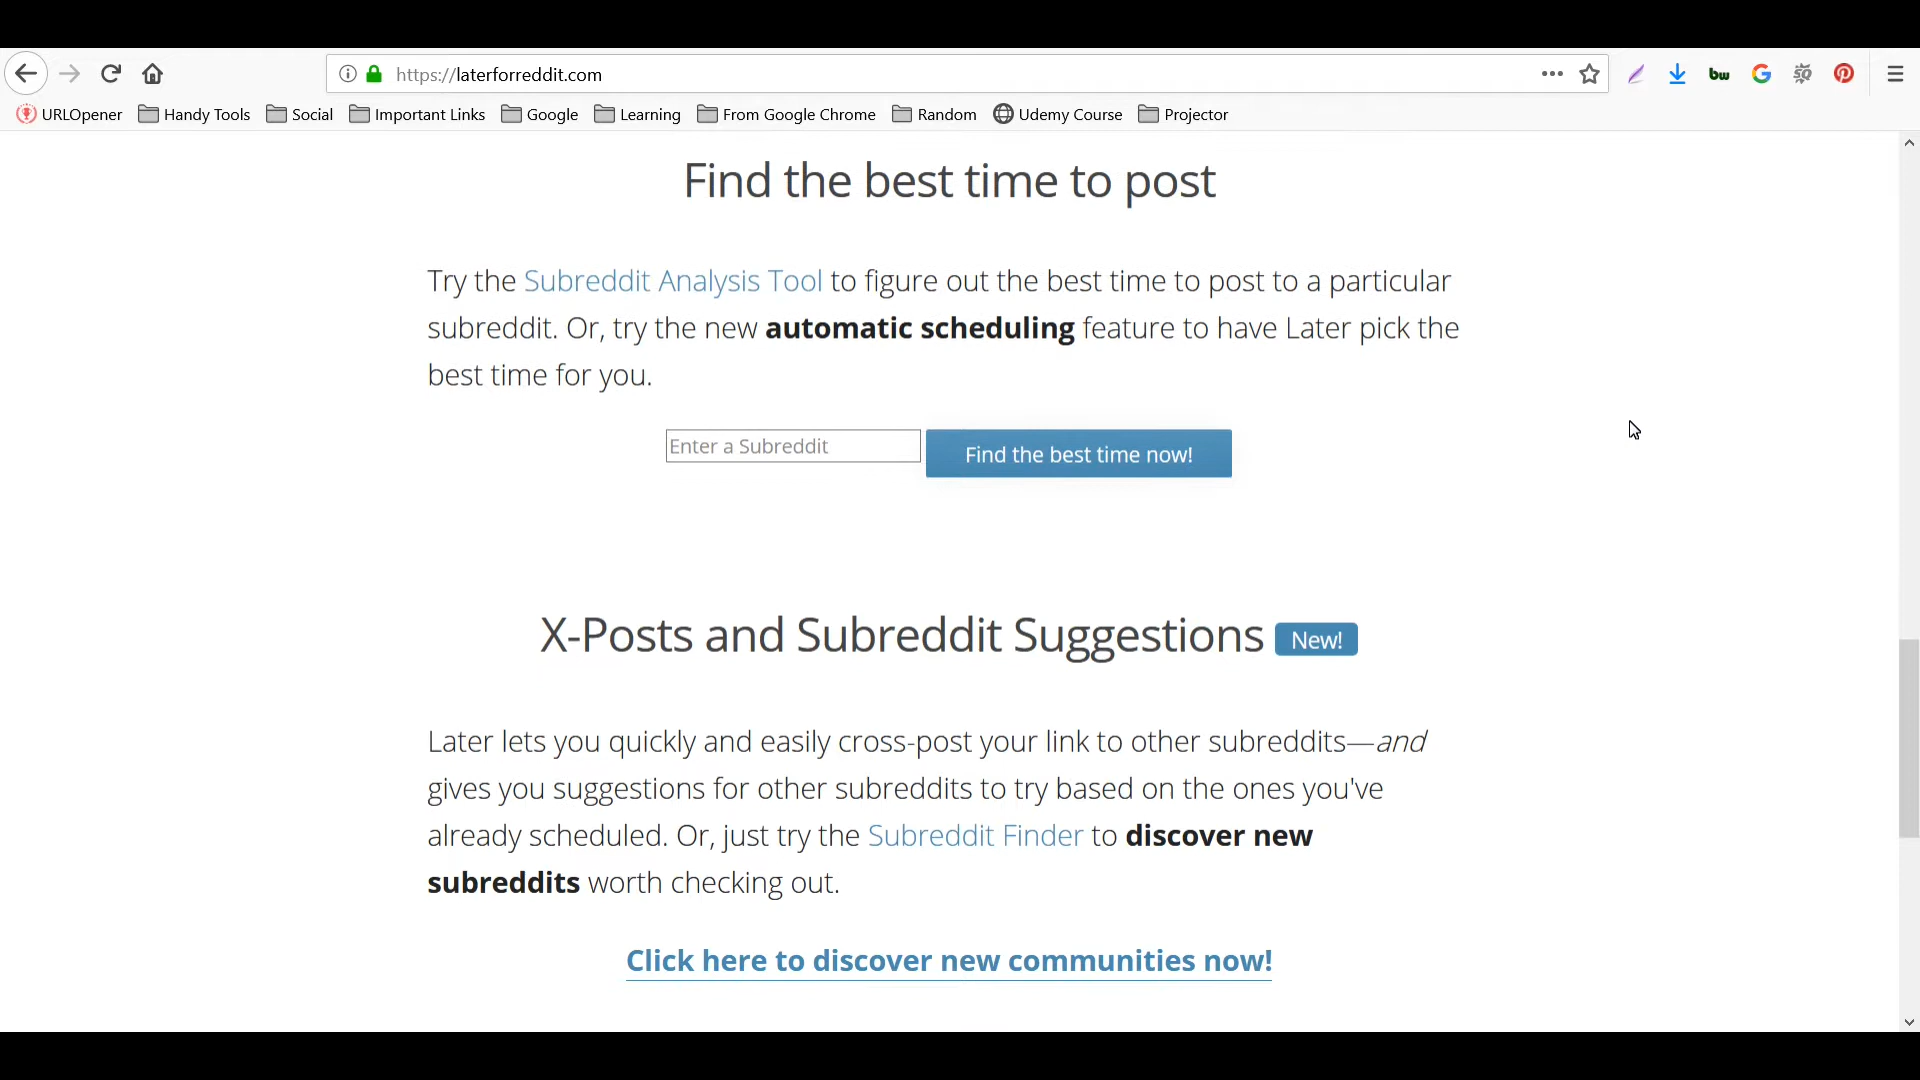 https://laterforreddit.com
bw
URLOpener Handy Tools Social Important Links Google Learning From Google Chrome Random Udemy Course Projector
Find the best time to post
Try the Subreddit Analysis Tool to figure out the best time to post to a particular
subreddit. Or, try the new automatic scheduling feature to have Later pick the
best time for you.
Enter a Subreddit
Find the best time now!
X-Posts and Subreddit Suggestions New!
Later lets you quickly and easily cross-post your link to other subreddits—and
gives you suggestions for other subreddits to try based on the ones you've
already scheduled. Or, just try the Subreddit Finder to discover new
subreddits worth checking out.
Click here to discover new communities now!